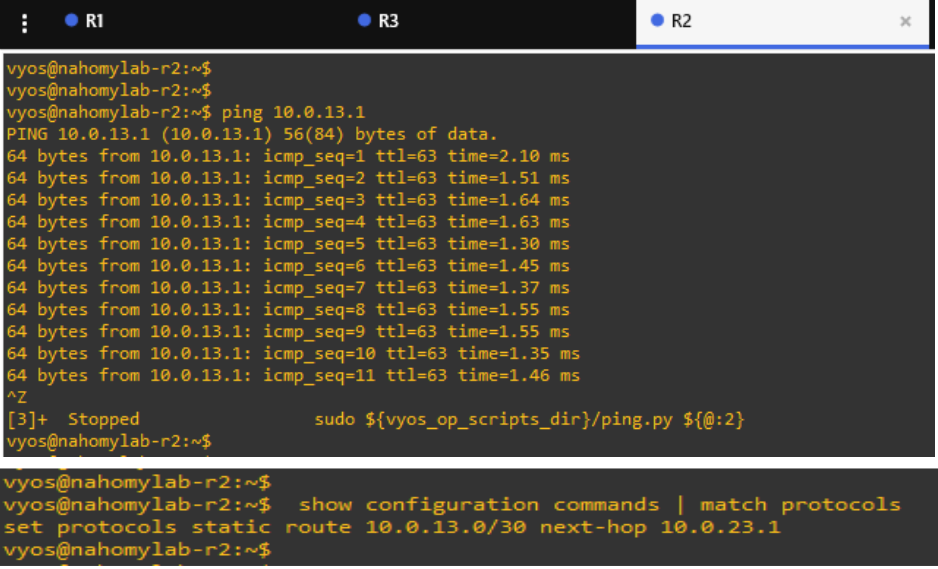 R1 R3 R2
vyos@nahomylab-r2:~$
vyos@nahomylab-r2:~$
vyos@nahomylab-r2:~$ ping 10.0.13.1
PING 10.0.13.1 (10.0.13.1) 56(84) bytes of data.
64 bytes from 10.0.13.1: icmp_seq=1 ttl=63 time=2.10 ms
64 bytes from 10.0.13.1: icmp_seq=2 ttl=63 time=1.51 ms
64 bytes from 10.0.13.1: icmp_seq=3 ttl=63 time=1.64 ms
64 bytes from 10.0.13.1: icmp_seq=4 ttl=63 time=1.63 ms
64 bytes from 10.0.13.1: icmp_seq=5 ttl=63 time=1.30 ms
64 bytes from 10.0.13.1: icmp_seq=6 ttl=63 time=1.45 ms
64 bytes from 10.0.13.1: icmp_seq=7 ttl=63 time=1.37 ms
64 bytes from 10.0.13.1: icmp_seq=8 ttl=63 time=1.55 ms
64 bytes from 10.0.13.1: icmp_seq=9 ttl=63 time=1.55 ms
64 bytes from 10.0.13.1: icmp_seq=10 ttl=63 time=1.35 ms
64 bytes from 10.0.13.1: icmp_seq=11 ttl=63 time=1.46 ms
^Z
[3]+  Stopped                 sudo ${vyos_op_scripts_dir}/ping.py ${@:2}
vyos@nahomylab-r2:~$
vyos@nahomylab-r2:~$
vyos@nahomylab-r2:~$  show configuration commands | match protocols
set protocols static route 10.0.13.0/30 next-hop 10.0.23.1
vyos@nahomylab-r2:~$